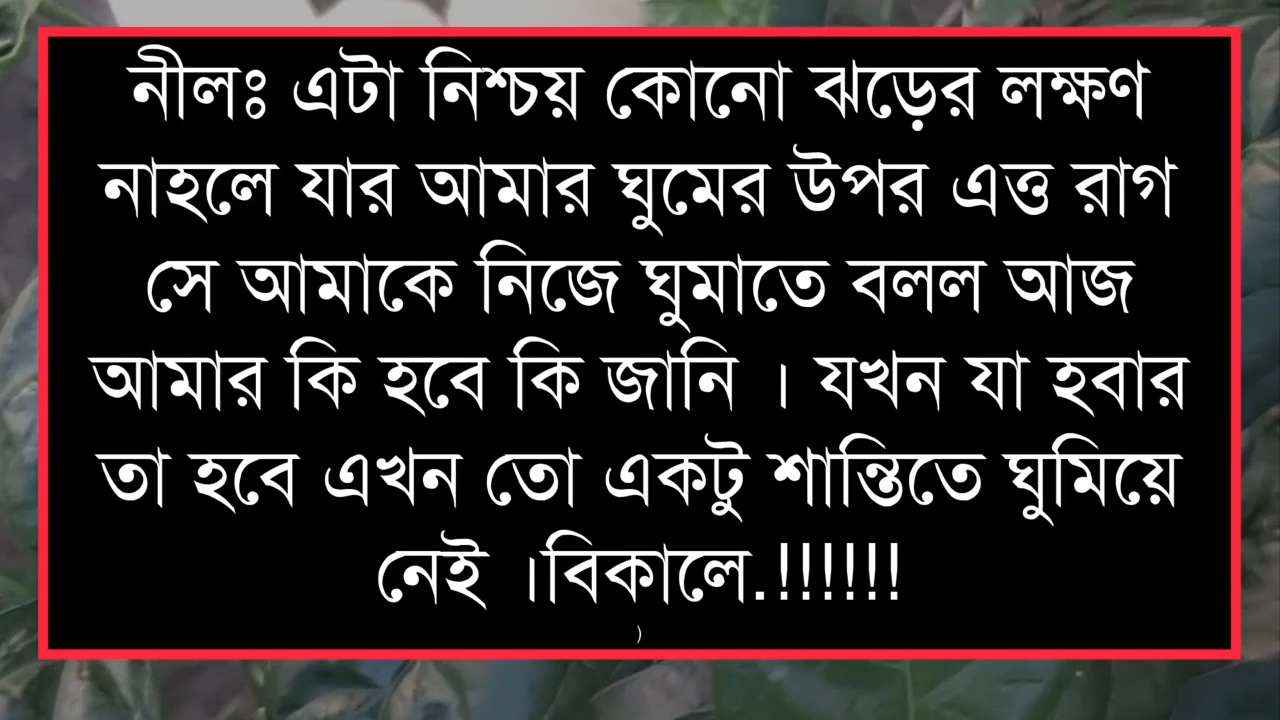 নীলঃ এটা নিশ্চয় কোনো ঝড়ের লক্ষণ
নাহলে যার আমার ঘুমের উপর এত্ত রাগ
সে আমাকে নিজে ঘুমাতে বলল আজ
আমার কি হবে কি জানি । যখন যা হবার
তা হবে এখন তো একটু শান্তিতে ঘুমিয়ে
নেই ।বিকালে.!!!!!!
)